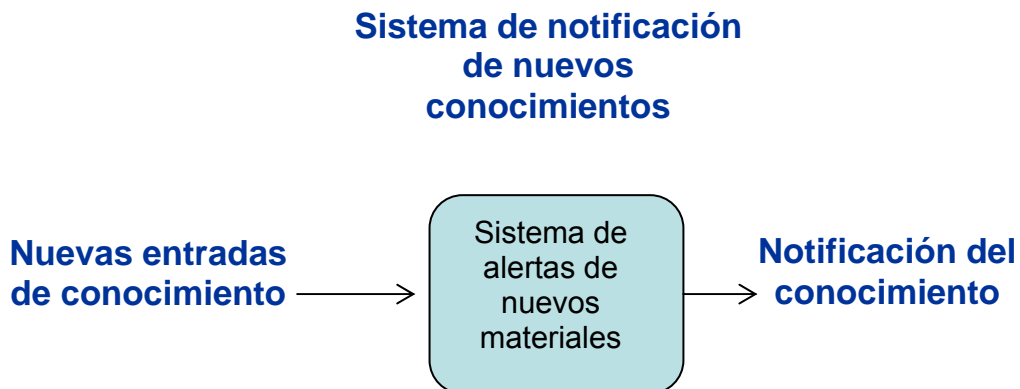 Sistema de notificación
de nuevos
conocimientos
Nuevas entradas
de conocimiento
Sistema de
alertas de
nuevos
materiales
Notificación del
conocimiento